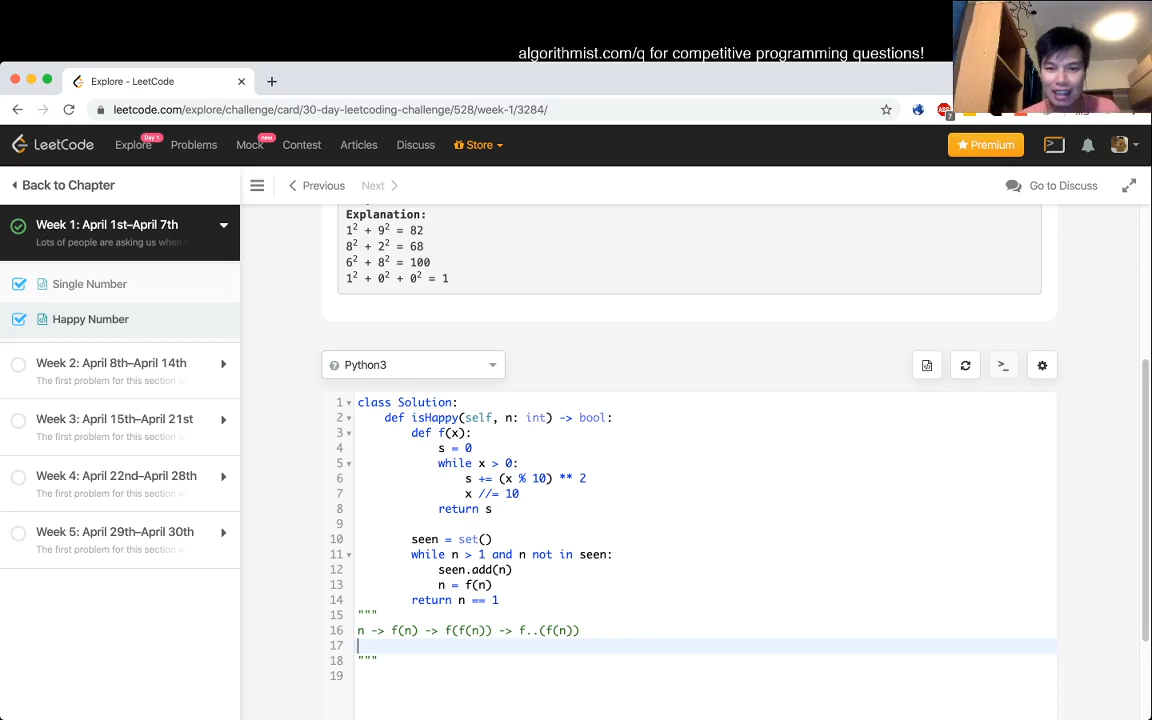 algorithmist.com/q for competitive programming questions!
Explore - LeetCode
leetcode.com/explore/challenge/card/30-day-leetcoding-challenge/528/week-1/3284/
LeetCode Explore Day 1 Problems Mock new Contest Articles Discuss Store Premium
Back to Chapter Previous Next Go to Discuss
Week 1: April 1st–April 7th
Lots of people are asking us when
Single Number
Happy Number
Week 2: April 8th–April 14th
The first problem for this section
Week 3: April 15th–April 21st
The first problem for this section
Week 4: April 22nd–April 28th
The first problem for this section
Week 5: April 29th–April 30th
The first problem for this section
Explanation:
1² + 9² = 82
8² + 2² = 68
6² + 8² = 100
1² + 0² + 0² = 1
Python3
1 class Solution:
2 def isHappy(self, n: int) -> bool:
3 def f(x):
4 s = 0
5 while x > 0:
6 s += (x % 10) ** 2
7 x //= 10
8 return s
9
10 seen = set()
11 while n > 1 and n not in seen:
12 seen.add(n)
13 n = f(n)
14 return n == 1
15 """
16 n -> f(n) -> f(f(n)) -> f..(f(n))
17
18 """
19